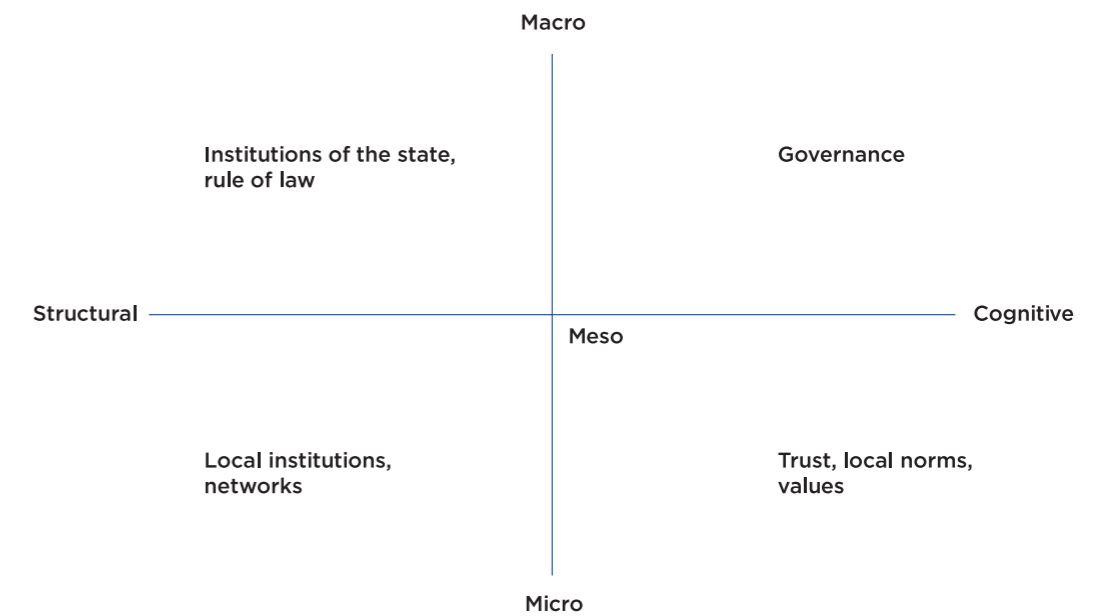 Macro
Institutions of the state,
rule of law
Governance
Structural
Cognitive
Meso
Local institutions,
networks
Trust, local norms,
values
Micro